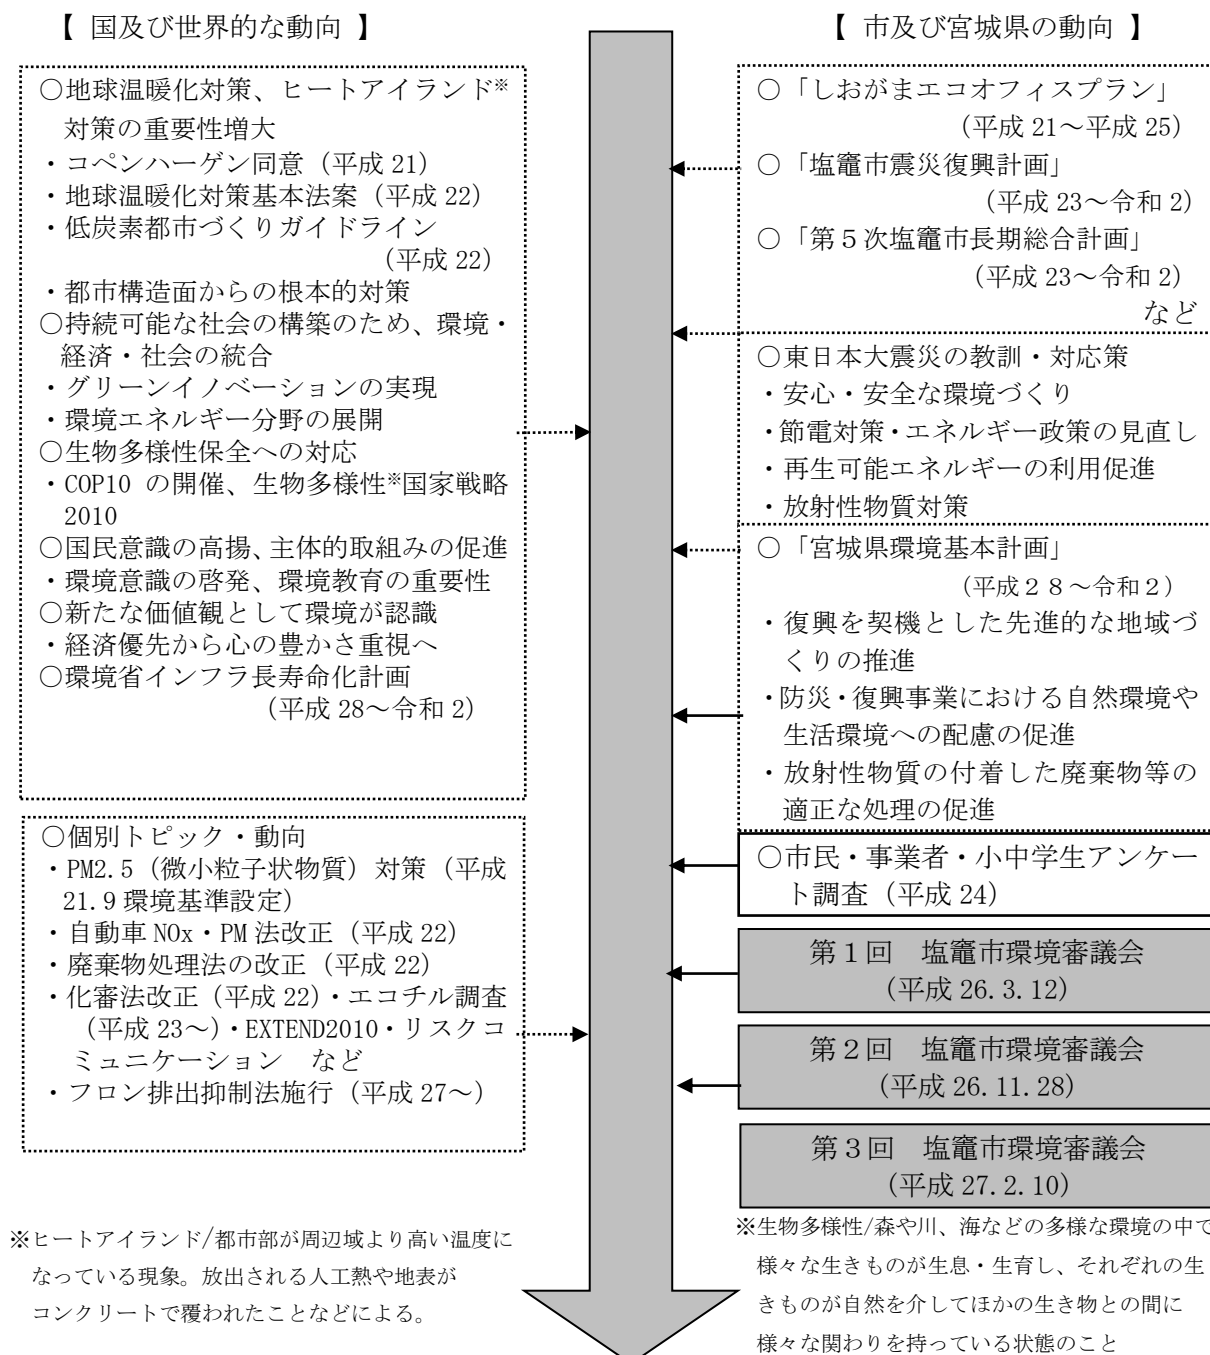 【 国及び世界的な動向 】
○地球温暖化対策、ヒートアイランド※
対策の重要性増大
・コペンハーゲン同意（平成 21）
・地球温暖化対策基本法案（平成 22）
・低炭素都市づくりガイドライン
（平成 22）
・都市構造面からの根本的対策
○持続可能な社会の構築のため、環境・
経済・社会の統合
・グリーンイノベーションの実現
・環境エネルギー分野の展開
○生物多様性保全への対応
・COP10 の開催、生物多様性※国家戦略
2010
○国民意識の高揚、主体的取組みの促進
・環境意識の啓発、環境教育の重要性
○新たな価値観として環境が認識
・経済優先から心の豊かさ重視へ
○環境省インフラ長寿命化計画
（平成 28～令和 2）
○個別トピック・動向
・PM2.5（微小粒子状物質）対策（平成
21.9 環境基準設定）
・自動車 NOx・PM 法改正（平成 22）
・廃棄物処理法の改正（平成 22）
・化審法改正（平成 22）・エコチル調査
（平成 23～）・EXTEND2010・リスクコ
ミュニケーション　など
・フロン排出抑制法施行（平成 27～）
※ヒートアイランド/都市部が周辺域より高い温度に
なっている現象。放出される人工熱や地表が
コンクリートで覆われたことなどによる。
【 市及び宮城県の動向 】
○「しおがまエコオフィスプラン」
（平成 21～平成 25）
○「塩竈市震災復興計画」
（平成 23～令和 2）
○「第５次塩竈市長期総合計画」
（平成 23～令和 2）
など
○東日本大震災の教訓・対応策
・安心・安全な環境づくり
・節電対策・エネルギー政策の見直し
・再生可能エネルギーの利用促進
・放射性物質対策
○「宮城県環境基本計画」
（平成２８～令和２）
・復興を契機とした先進的な地域づ
くりの推進
・防災・復興事業における自然環境や
生活環境への配慮の促進
・放射性物質の付着した廃棄物等の
適正な処理の促進
○市民・事業者・小中学生アンケー
ト調査（平成 24）
第１回　塩竈市環境審議会
（平成 26.3.12）
第２回　塩竈市環境審議会
（平成 26.11.28）
第３回　塩竈市環境審議会
（平成 27.2.10）
※生物多様性/森や川、海などの多様な環境の中で
様々な生きものが生息・生育し、それぞれの生
きものが自然を介してほかの生き物との間に
様々な関わりを持っている状態のこと